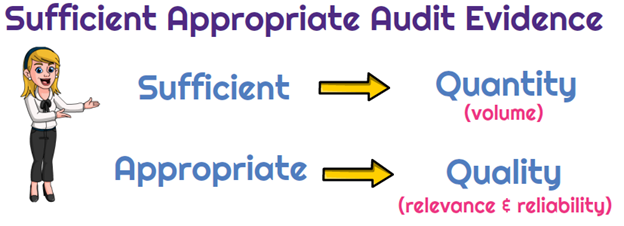 Sufficient Appropriate Audit Evidence
Sufficient Quantity
(volume)
Appropriate Quality
(relevance & reliability)